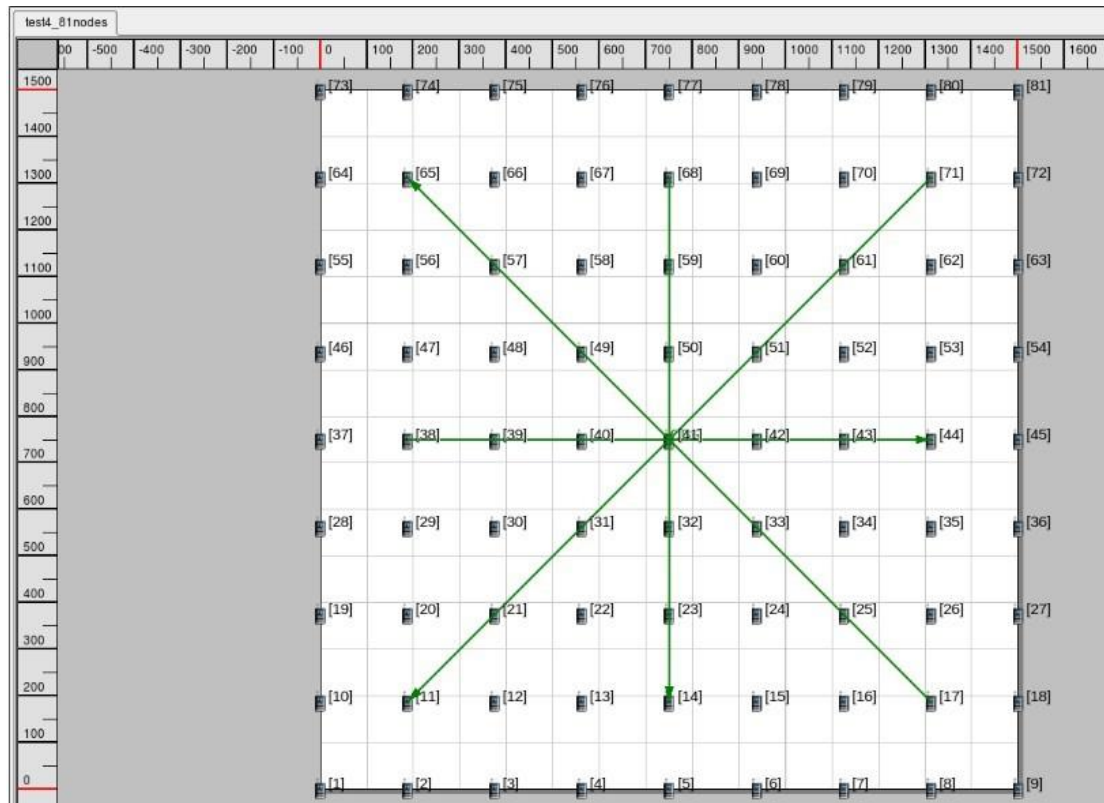 test4_81nodes
00 -500 -400 -300 -200 -100 0 100 200 300 400 500 600 700 800 900 1000 1100 1200 1300 1400 1500 1600
1500
[73] [74] [75] [76] [77] [78] [79] [80] [81]
1400
1300
[64] [65] [66] [67] [68] [69] [70] [71] [72]
1200
1100
[55] [56] [57] [58] [59] [60] [61] [62] [63]
1000
900
[46] [47] [48] [49] [50] [51] [52] [53] [54]
800
[37] [38] [39] [40] [41] [42] [43] [44] [45]
700
600
[28] [29] [30] [31] [32] [33] [34] [35] [36]
500
400
[19] [20] [21] [22] [23] [24] [25] [26] [27]
300
200
[10] [11] [12] [13] [14] [15] [16] [17] [18]
100
0
[1] [2] [3] [4] [5] [6] [7] [8] [9]